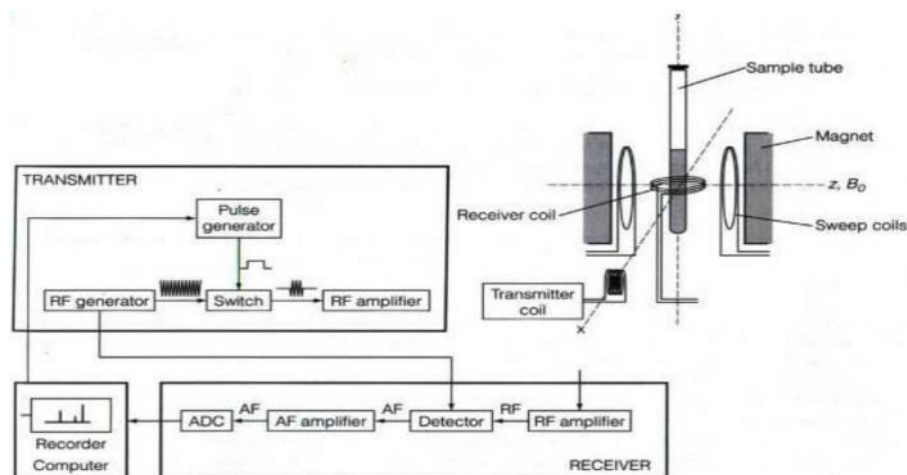 z
Sample tube
Magnet
z, B₀
Sweep coils
Receiver coil
Transmitter
coil
x
TRANSMITTER
Pulse
generator
RF generator
Switch
RF amplifier
ADC
AF
AF amplifier
AF
Detector
RF
RF amplifier
RECEIVER
Recorder
Computer